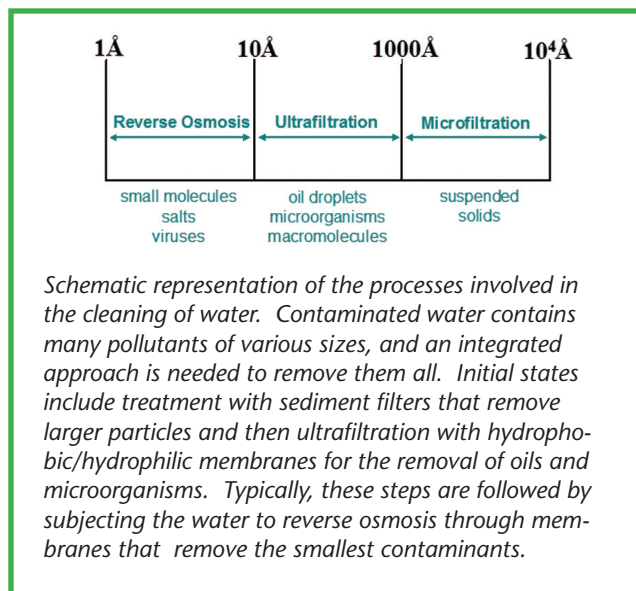 1Å 10Å 1000Å 10⁴Å
Reverse Osmosis Ultrafiltration Microfiltration
small molecules oil droplets suspended
salts microorganisms solids
viruses macromolecules
Schematic representation of the processes involved in
the cleaning of water.  Contaminated water contains
many pollutants of various sizes, and an integrated
approach is needed to remove them all.  Initial states
include treatment with sediment filters that remove
larger particles and then ultrafiltration with hydropho-
bic/hydrophilic membranes for the removal of oils and
microorganisms.  Typically, these steps are followed by
subjecting the water to reverse osmosis through mem-
branes that  remove the smallest contaminants.